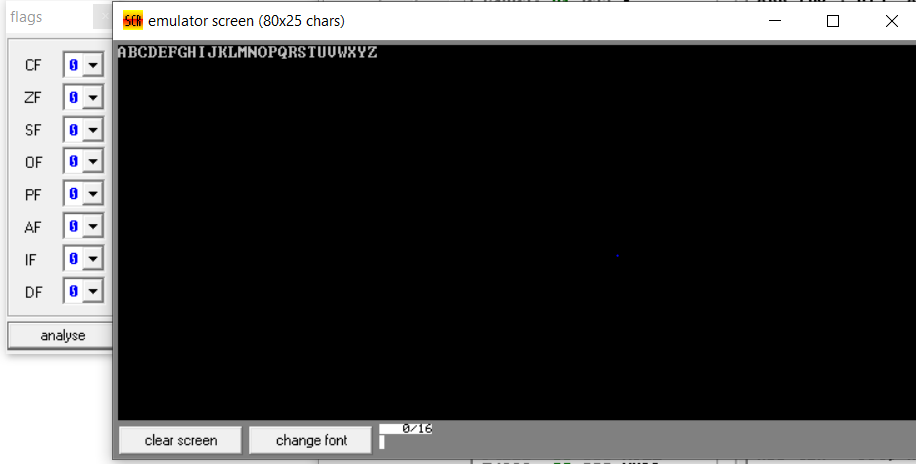 flags
SCR emulator screen (80x25 chars)
ABCDEFGHIJKLMNOPQRSTUVWXYZ
CF 0
ZF 0
SF 0
OF 0
PF 0
AF 0
IF 0
DF 0
analyse
clear screen change font 0/16